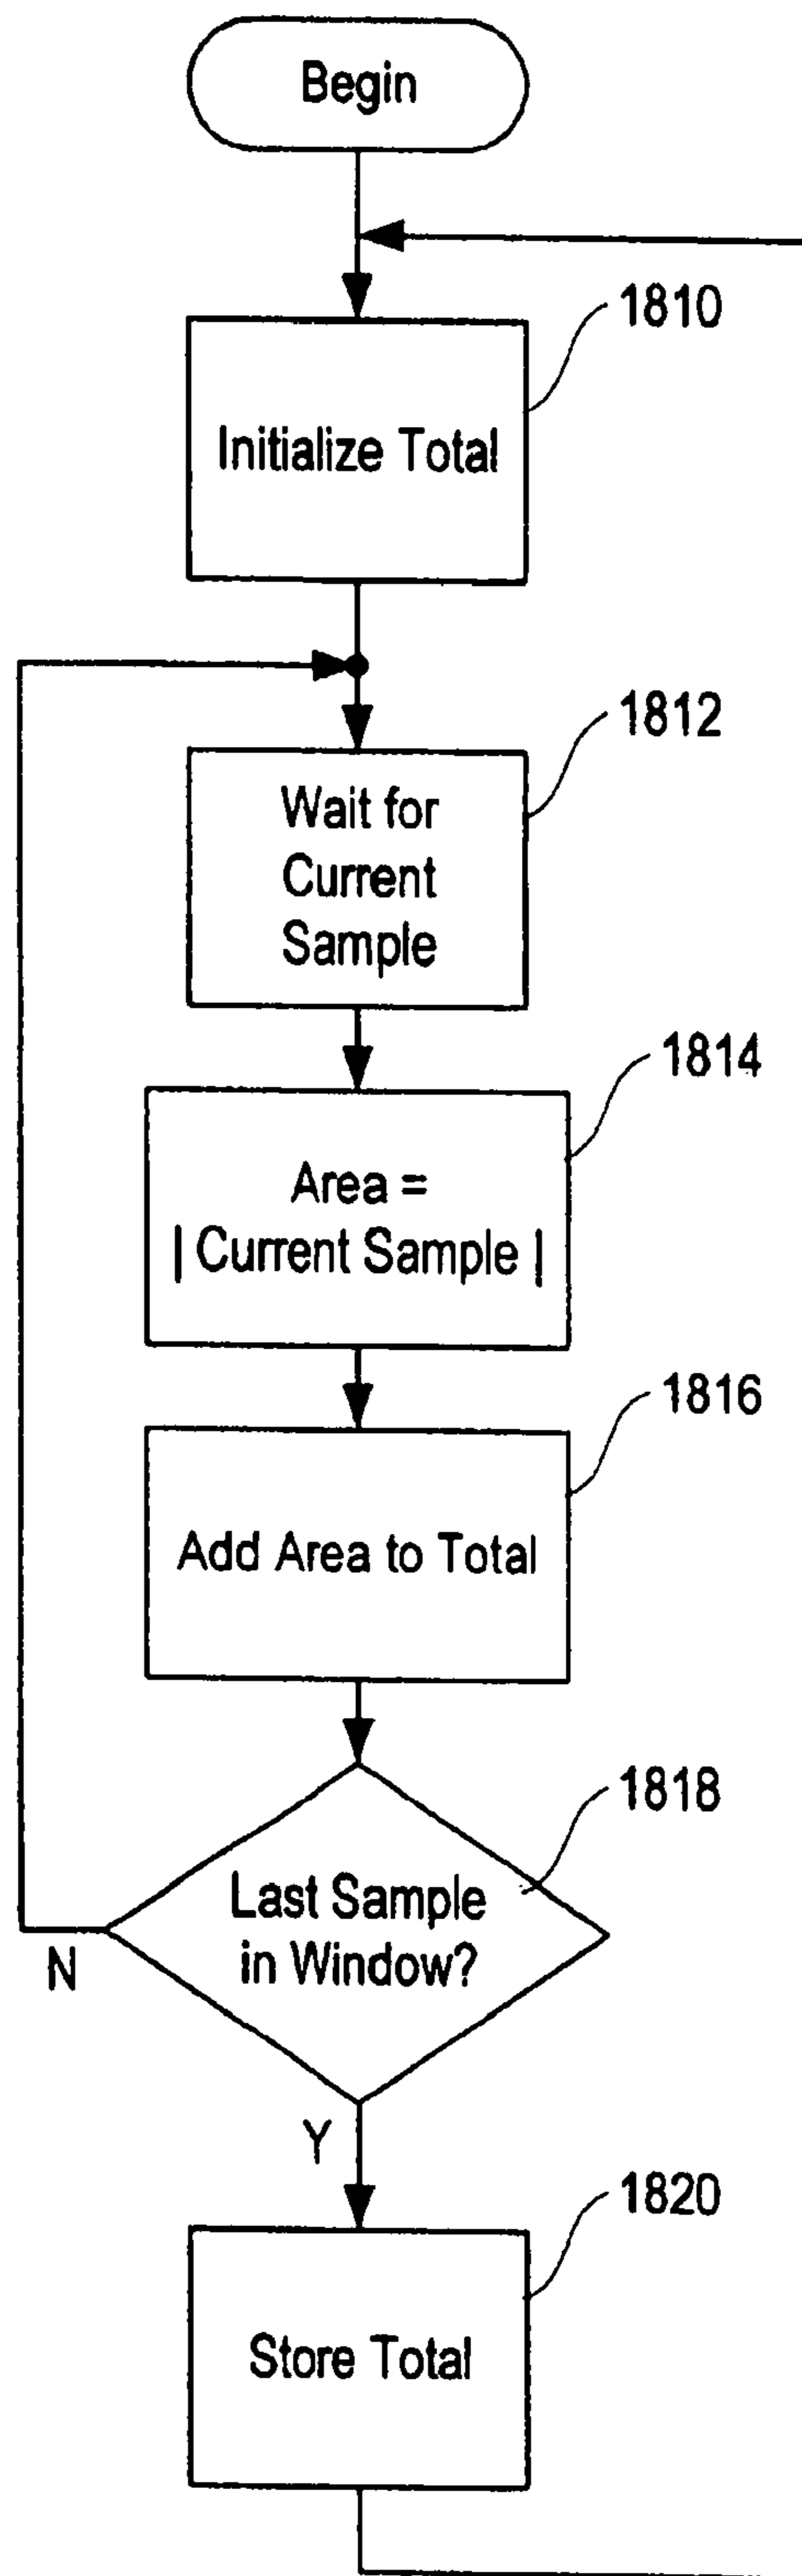 Begin
1810
Initialize Total
1812
Wait for
Current
Sample
1814
Area =
| Current Sample |
1816
Add Area to Total
1818
Last Sample
in Window?
N
Y
1820
Store Total